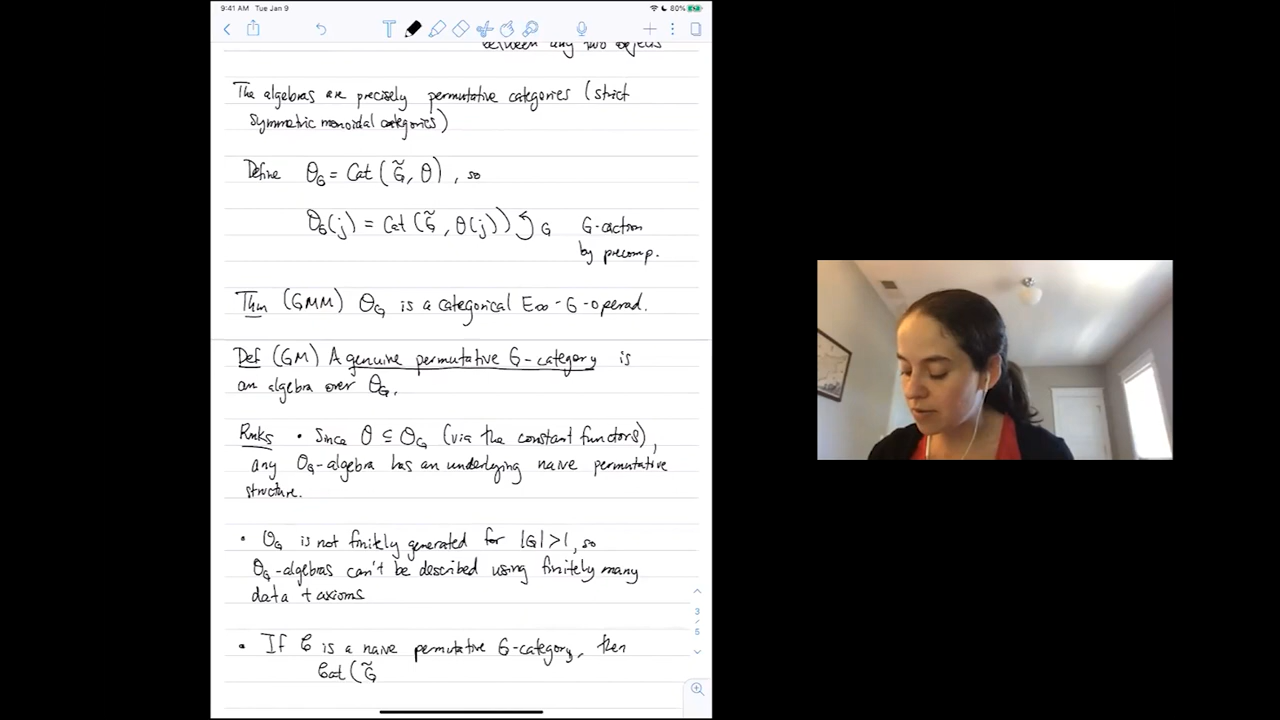 9:41 AM Tue Jan 9
80%
between any two objects
The algebras are precisely permutative categories (strict
symmetric monoidal categories)
Define 𝒪_G = Cat(G̃, 𝒪), so
𝒪_G(j) = Cat(G̃, 𝒪(j)) ↺ G G-action
by precomp.
Thm (GMM) 𝒪_G is a categorical E∞-G-operad.
Def (GM) A genuine permutative G-category is
an algebra over 𝒪_G.
Rmks • Since 𝒪 ⊆ 𝒪_G (via the constant functors),
any 𝒪_G-algebra has an underlying naive permutative
structure.
• 𝒪_G is not finitely generated for |G|>1, so
𝒪_G-algebras can't be described using finitely many
data + axioms
3
5
• If 𝒞 is a naive permutative G-category, then
Cat(G̃